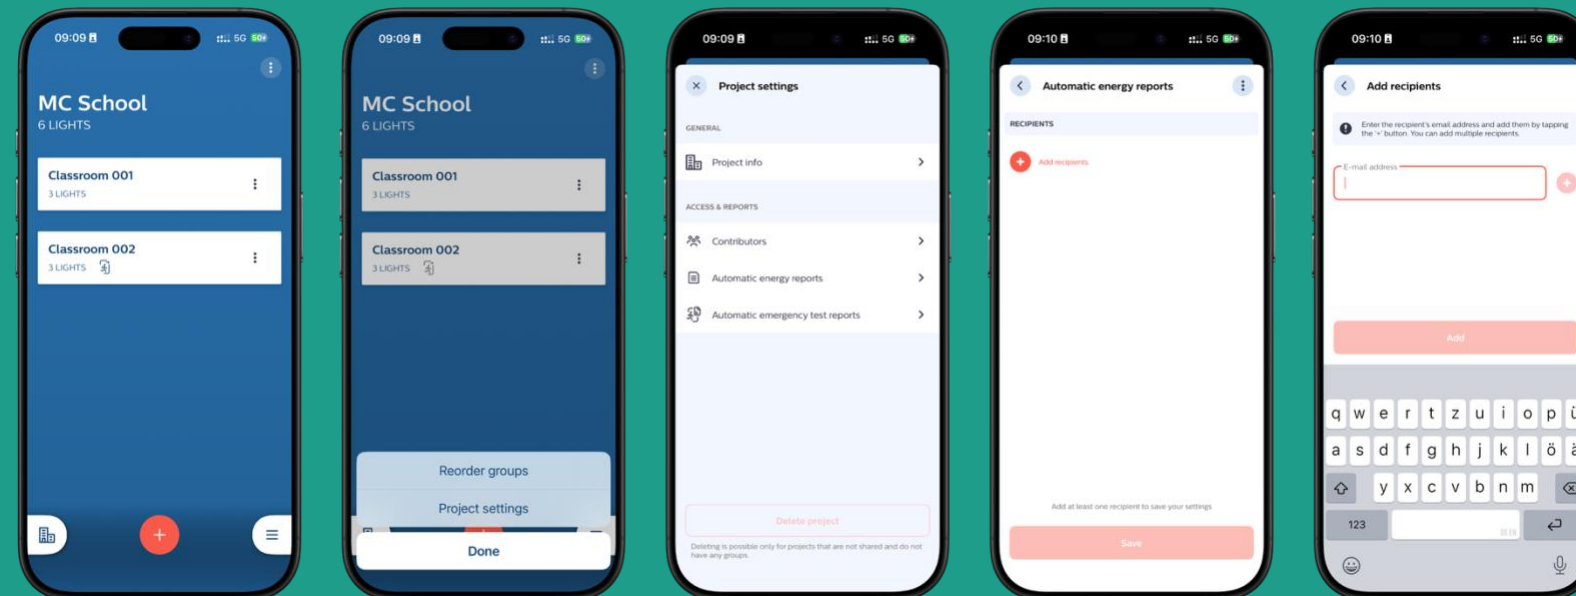 09:09
5G 50+
MC School
6 LIGHTS
Classroom 001
3 LIGHTS
Classroom 002
3 LIGHTS
09:09
5G 50+
MC School
6 LIGHTS
Classroom 001
3 LIGHTS
Classroom 002
3 LIGHTS
Reorder groups
Project settings
Done
09:09
5G 50+
Project settings
GENERAL
Project info
ACCESS & REPORTS
Contributors
Automatic energy reports
Automatic emergency test reports
Delete project
Deleting is possible only for projects that are not shared and do not
have any groups.
09:10
5G 50+
Automatic energy reports
RECIPIENTS
Add recipients
Add at least one recipient to save your settings
Save
09:10
5G 50+
Add recipients
Enter the recipient's email address and add them by tapping
the '+' button. You can add multiple recipients.
E-mail address
Add
q w e r t z u i o p ü
a s d f g h j k l ö ä
y x c v b n m
123